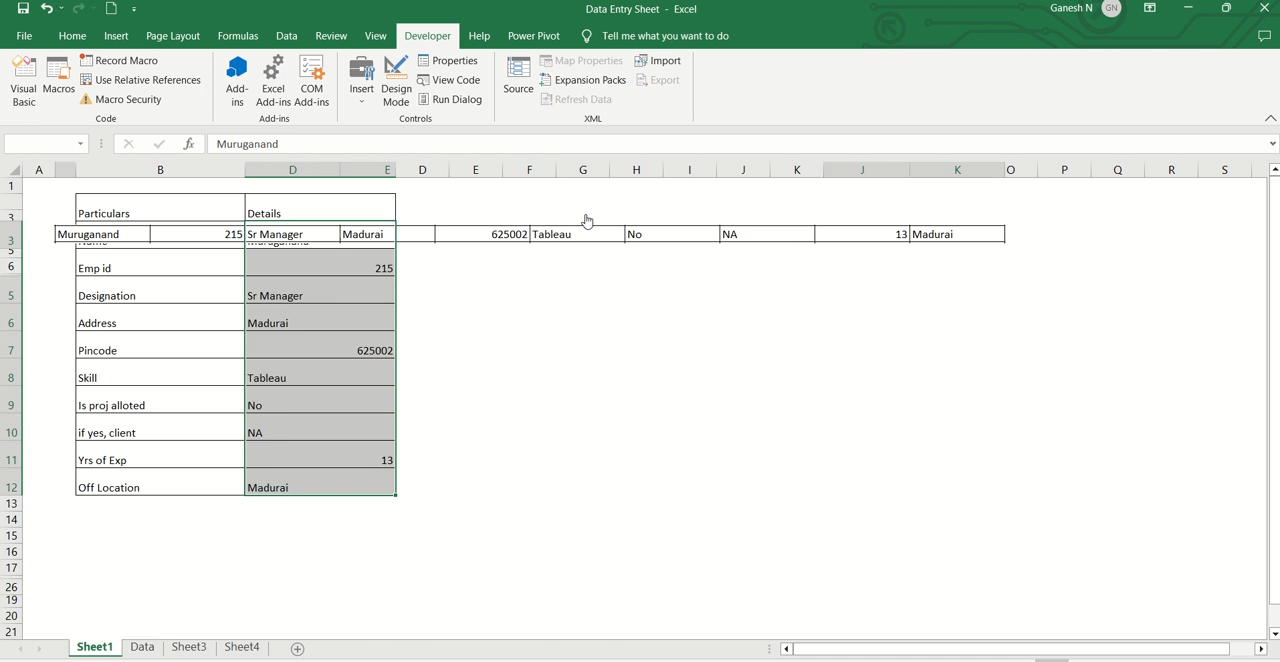 Data Entry Sheet - Excel
Ganesh N GN
File Home Insert Page Layout Formulas Data Review View Developer Help Power Pivot Tell me what you want to do
Visual Basic
Macros
Record Macro
Use Relative References
Macro Security
Code
Add-ins
Excel Add-ins
COM Add-ins
Add-ins
Insert
Design Mode
Properties
View Code
Run Dialog
Controls
Source
Map Properties
Expansion Packs
Refresh Data
Import
Export
XML
fx Muruganand
A B D E D E F G H I J K J K O P Q R S
1
3 Particulars Details
3 Muruganand 215 Sr Manager Madurai 625002 Tableau No NA 13 Madurai
5
6 Emp id 215
5 Designation Sr Manager
6 Address Madurai
7 Pincode 625002
8 Skill Tableau
9 Is proj alloted No
10 if yes, client NA
11 Yrs of Exp 13
12 Off Location Madurai
13
14
15
16
17
26
19
20
21
Sheet1 Data Sheet3 Sheet4